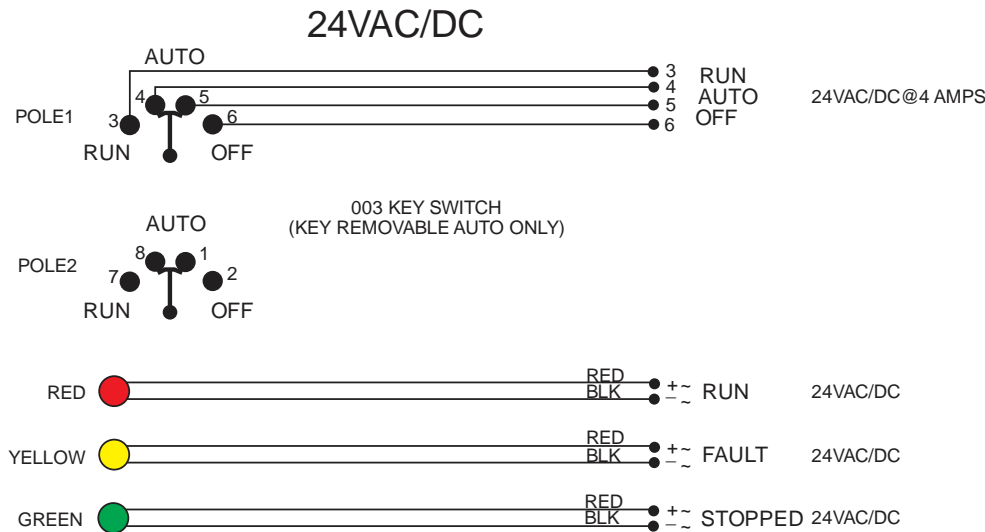 24VAC/DC
AUTO
3 RUN
4 AUTO 24VAC/DC@4 AMPS
5 OFF
6
4 5
POLE1 3 6
RUN OFF
003 KEY SWITCH
(KEY REMOVABLE AUTO ONLY)
AUTO
8 1
POLE2 7 2
RUN OFF
RED RED + ~ RUN 24VAC/DC
BLK – ~
YELLOW RED + ~ FAULT 24VAC/DC
BLK – ~
GREEN RED + ~ STOPPED 24VAC/DC
BLK – ~